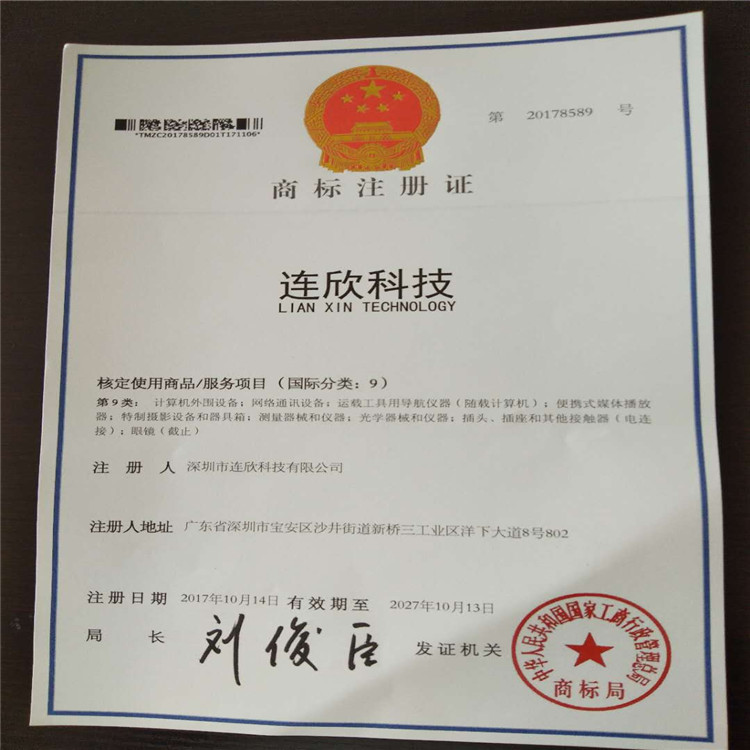 *TMZC20178589D01T171106*
第 20178589 号
商标注册证
连欣科技
LIAN XIN TECHNOLOGY
核定使用商品/服务项目（国际分类：9）
第9类：计算机外围设备；网络通讯设备；运载工具用导航仪器（随载计算机）；便携式媒体播放
器；特制摄影设备和器具箱；测量器械和仪器；光学器械和仪器；插头、插座和其他接触器（电连
接）；眼镜（截止）
注 册 人 深圳市连欣科技有限公司
注册人地址 广东省深圳市宝安区沙井街道新桥三工业区洋下大道8号802
注册日期 2017年10月14日 有效期至 2027年10月13日
局 长 刘俊臣 发证机关
中华人民共和国国家工商行政管理总局
商标局